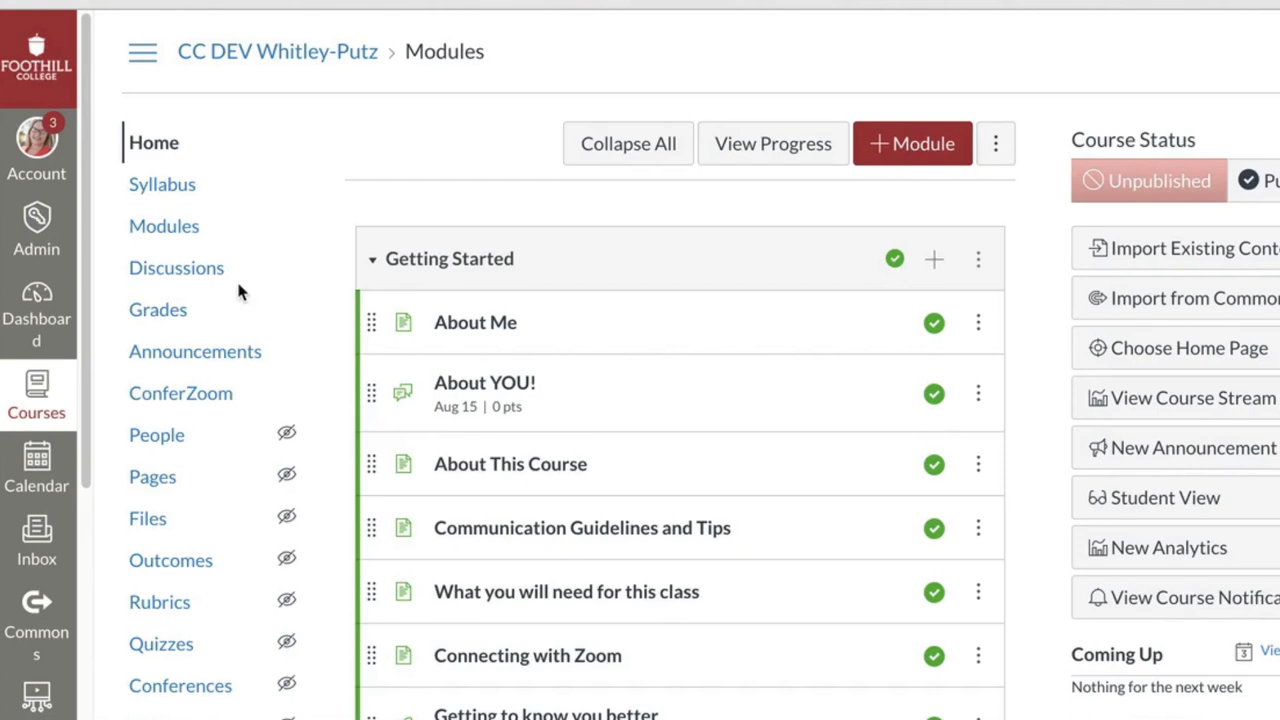 FOOTHILL
COLLEGE
3
Account
Admin
Dashboar
d
Courses
Calendar
Inbox
Common
s
CC DEV Whitley-Putz › Modules
Home
Syllabus
Modules
Discussions
Grades
Announcements
ConferZoom
People
Pages
Files
Outcomes
Rubrics
Quizzes
Conferences
Collapse All
View Progress
+ Module
Getting Started
About Me
About YOU!
Aug 15 | 0 pts
About This Course
Communication Guidelines and Tips
What you will need for this class
Connecting with Zoom
Getting to know you better
Course Status
Unpublished
Pu
Import Existing Conte
Import from Commo
Choose Home Page
View Course Stream
New Announcement
Student View
New Analytics
View Course Notifica
Coming Up
3
Vie
Nothing for the next week